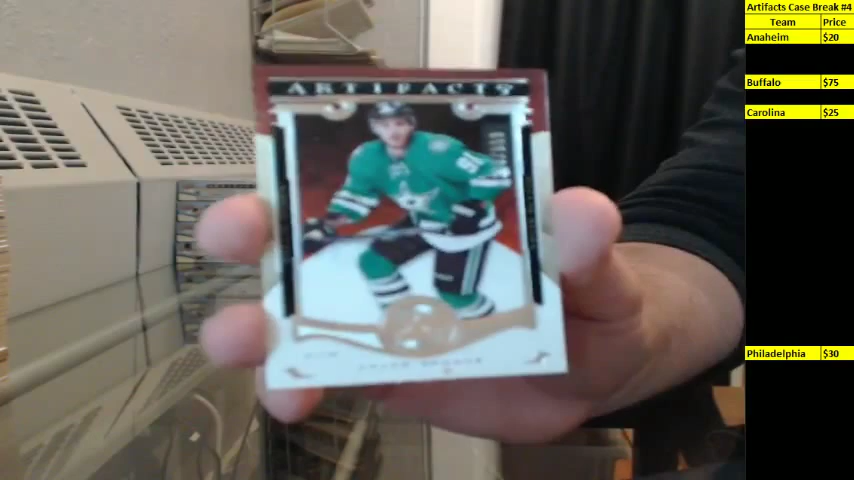 Artifacts Case Break #4
Team Price
Anaheim $20
Buffalo $75
Carolina $25
Philadelphia $30
ARTIFACTS